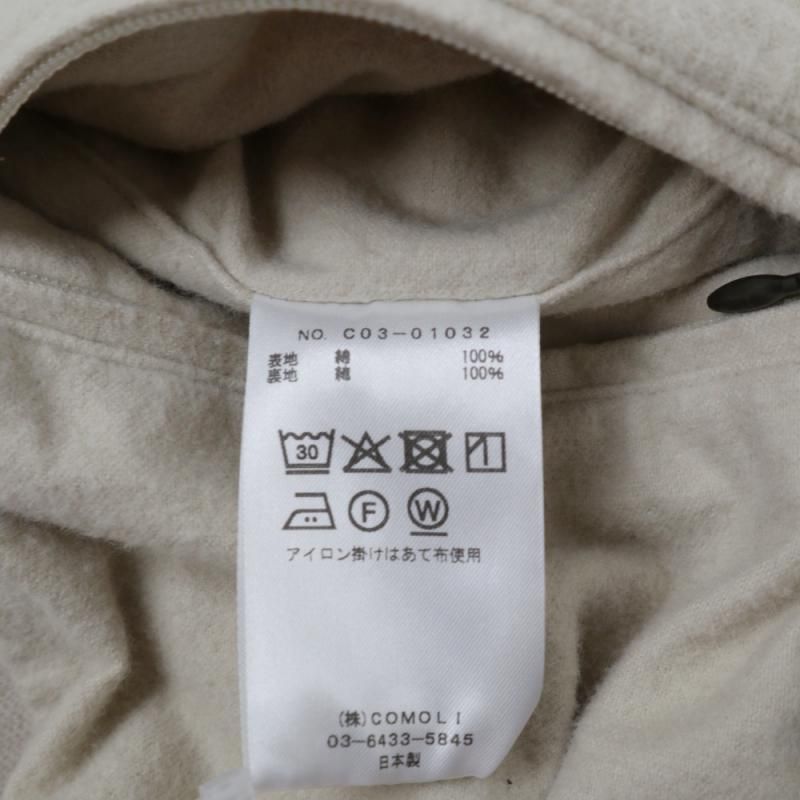 NO. C03-01032
表地 綿 100%
裏地 綿 100%
30
F W
アイロン掛けはあて布使用
(株)COMOLI
03-6433-5845
日本製